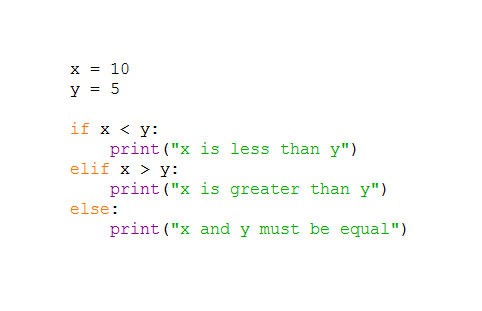 x = 10
y = 5

if x < y:
    print("x is less than y")
elif x > y:
    print("x is greater than y")
else:
    print("x and y must be equal")